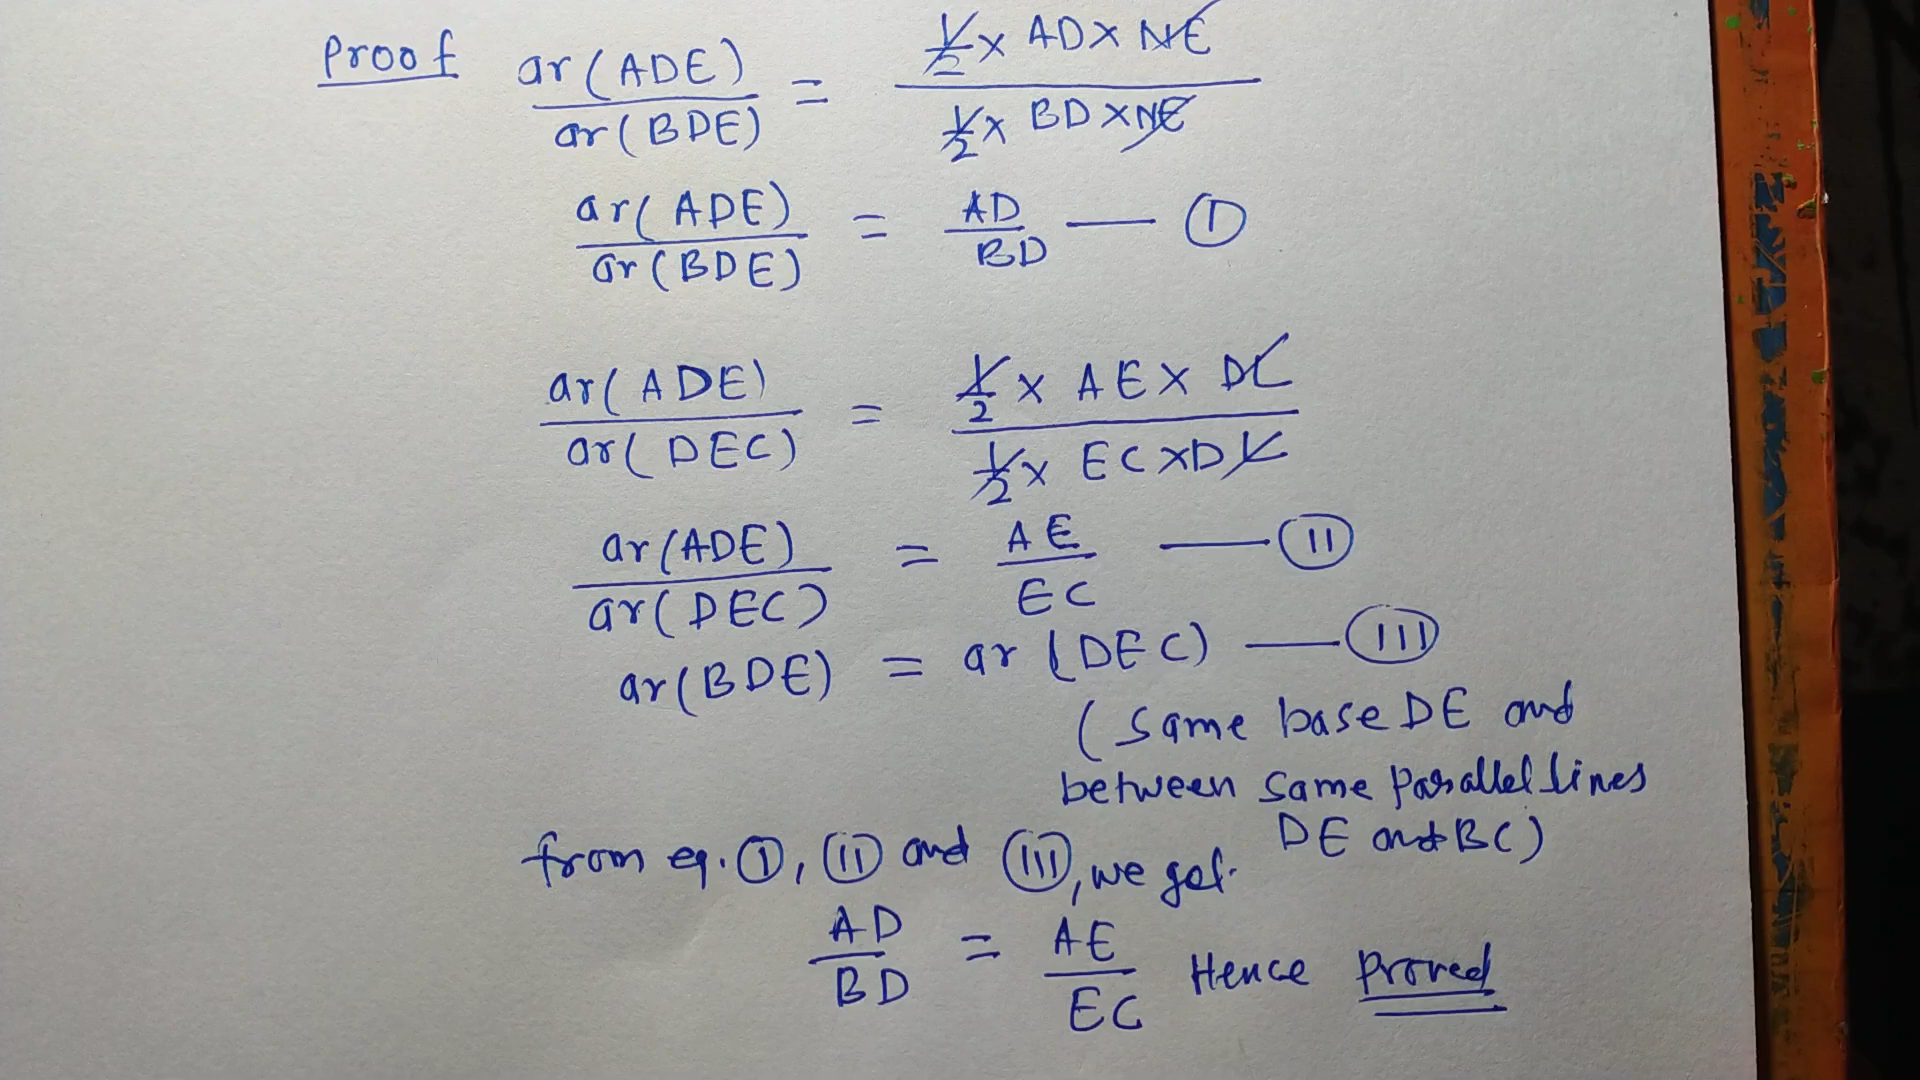 Proof ar(ADE)/ar(BDE) = 1/2 x AD x NE / 1/2 x BD x NE
ar(ADE)/ar(BDE) = AD/BD — I
ar(ADE)/ar(DEC) = 1/2 x AE x DL / 1/2 x EC x DL
ar(ADE)/ar(DEC) = AE/EC — II
ar(BDE) = ar(DEC) — III
(Same base DE and
between same parallel lines
DE and BC)
from eq. I, II and III, we get.
AD/BD = AE/EC Hence Proved